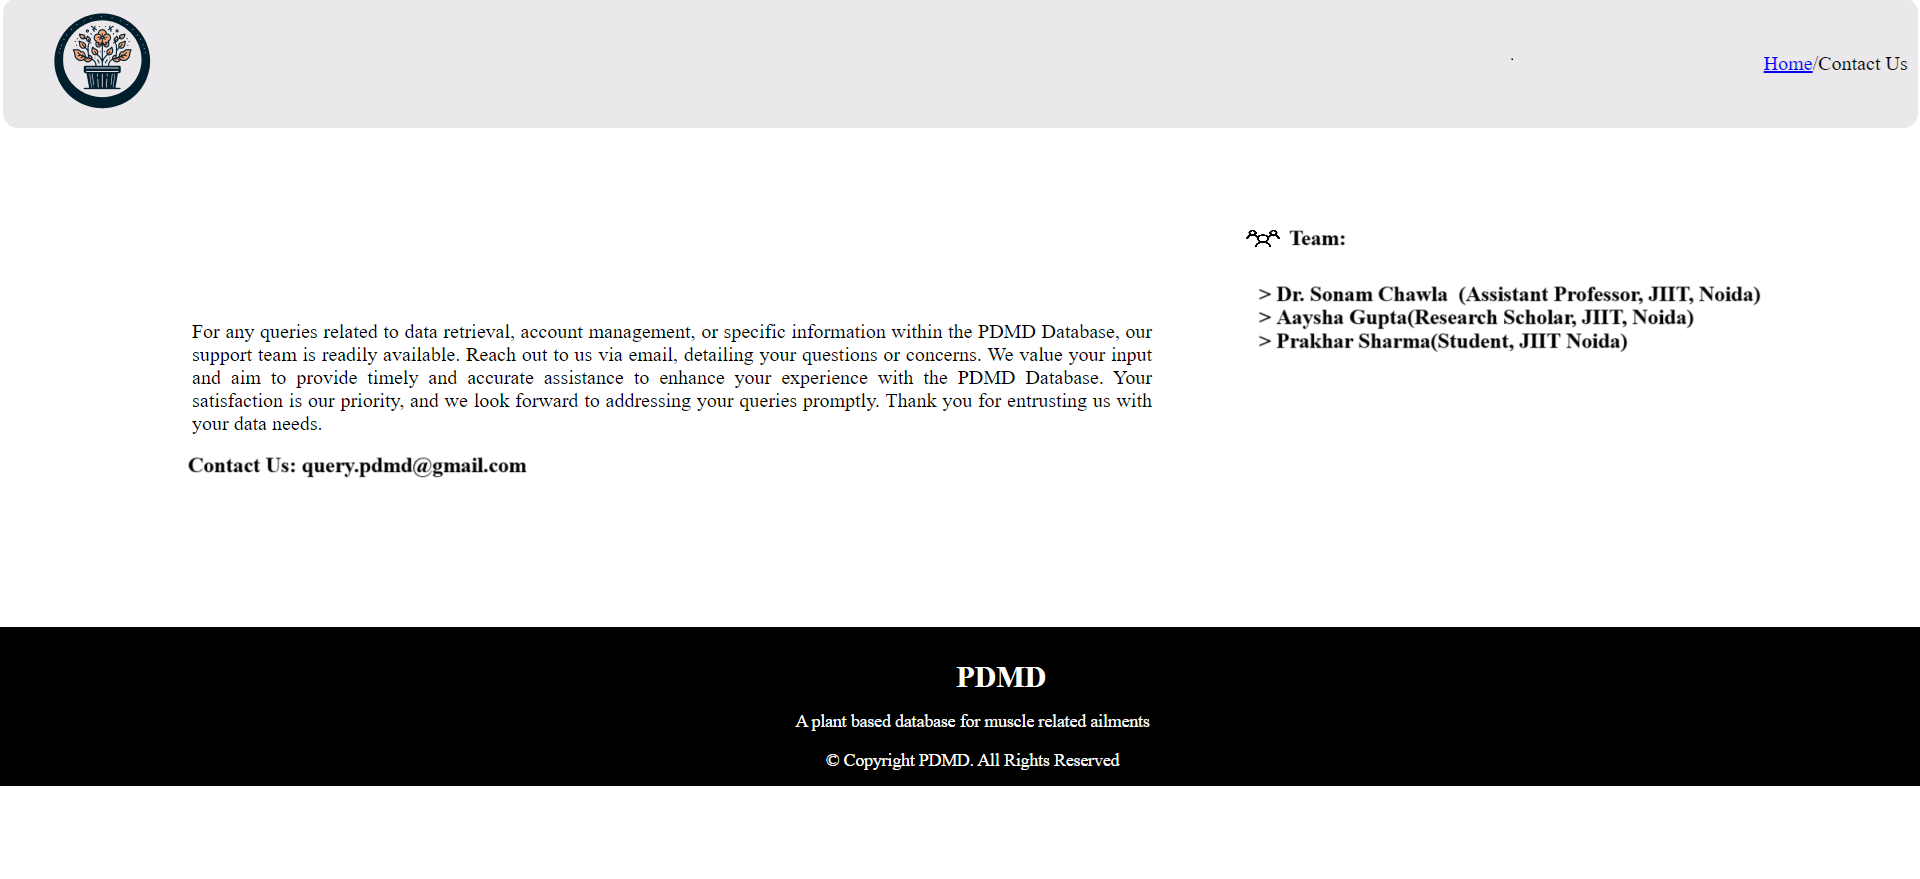 Home/Contact Us
For any queries related to data retrieval, account management, or specific information within the PDMD Database, our
support team is readily available. Reach out to us via email, detailing your questions or concerns. We value your input
and aim to provide timely and accurate assistance to enhance your experience with the PDMD Database. Your
satisfaction is our priority, and we look forward to addressing your queries promptly. Thank you for entrusting us with
your data needs.
Contact Us: query.pdmd@gmail.com
Team:
> Dr. Sonam Chawla (Assistant Professor, JIIT, Noida)
> Aaysha Gupta(Research Scholar, JIIT, Noida)
> Prakhar Sharma(Student, JIIT Noida)
PDMD
A plant based database for muscle related ailments
© Copyright PDMD. All Rights Reserved